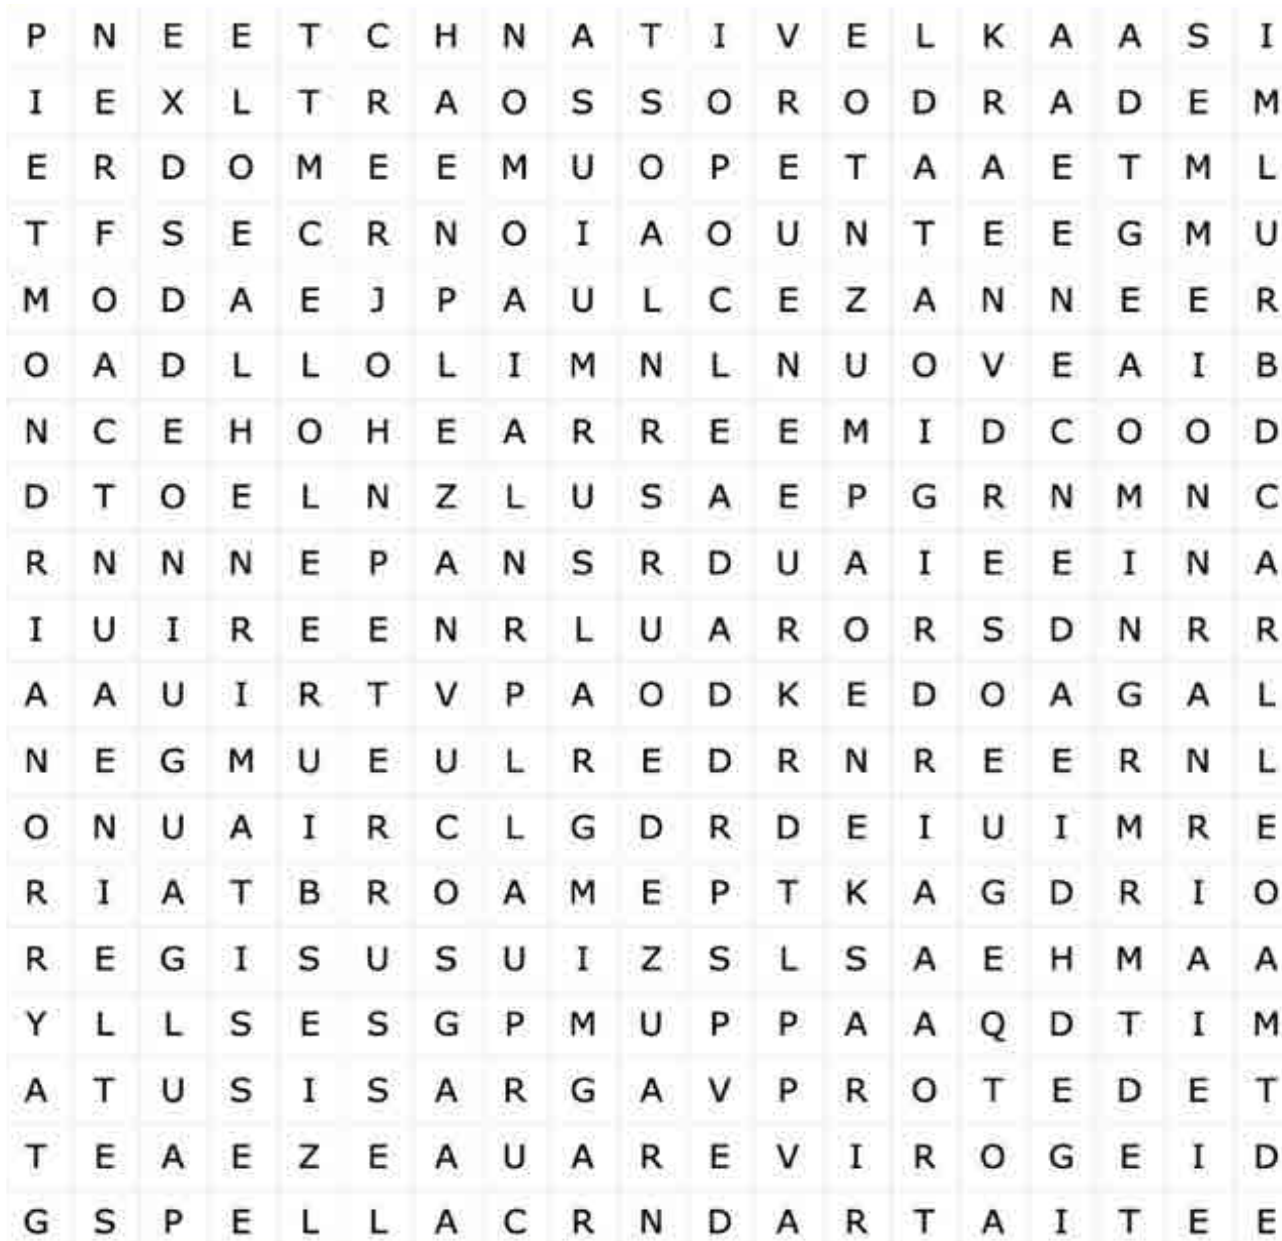 P N E E T C H N A T I V E L K A A S I
I E X L T R A O S S O R O D R A D E M
E R D O M E E M U O P E T A A E T M L
T F S E C R N O I A O U N T E E G M U
M O D A E J P A U L C E Z A N N E E R
O A D L L O L I M N L N U O V E A I B
N C E H O H E A R R E E M I D C O O D
D T O E L N Z L U S A E P G R N M N C
R N N N E P A N S R D U A I E E I N A
I U I R E E N R L U A R O R S D N R R
A A U I R T V P A O D K E D O A G A L
N E G M U E U L R E D R N R E E R N L
O N U A I R C L G D R D E I U I M R E
R I A T B R O A M E P T K A G D R I O
R E G I S U S U I Z S L S A E H M A A
Y L L S E S G P M U P P A A Q D T I M
A T U S I S A R G A V P R O T E D E T
T E A E Z E A U A R E V I R O G E I D
G S P E L L A C R N D A R T A I T E E